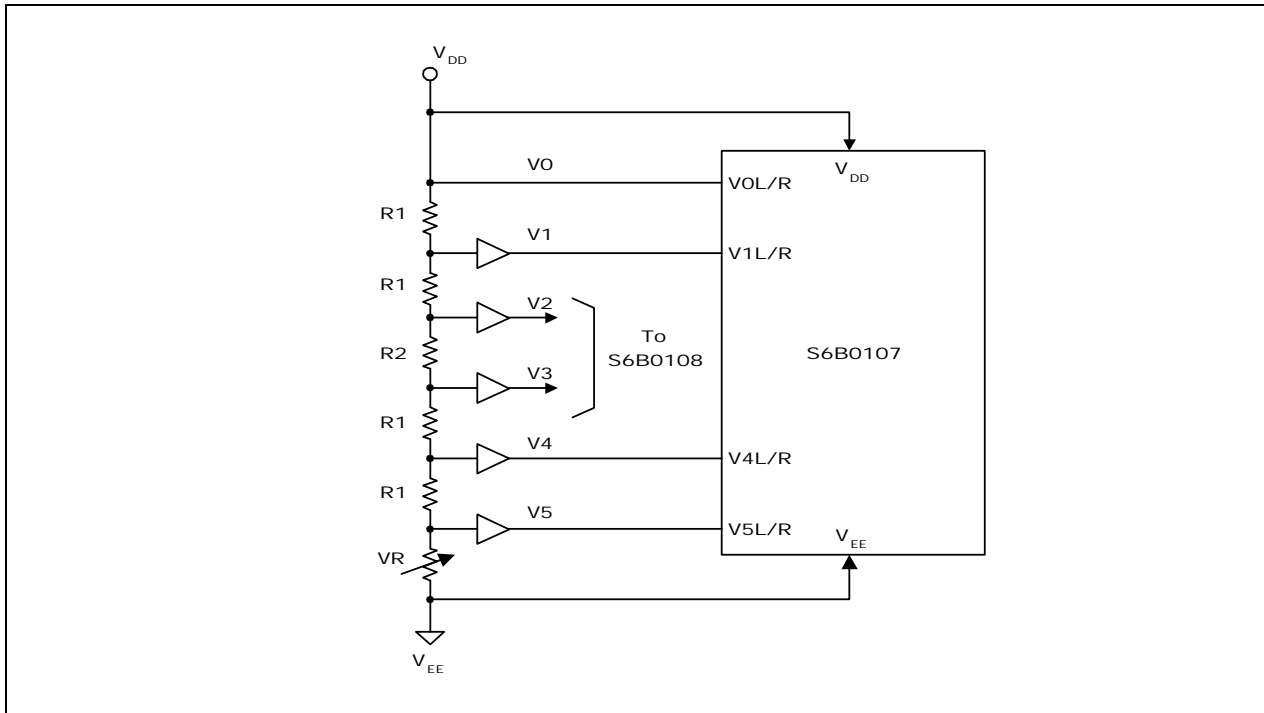 VDD
V0
V0L/R
VDD
R1
V1
V1L/R
R1
V2
To
S6B0108
S6B0107
R2
V3
R1
V4
V4L/R
R1
V5
V5L/R
VEE
VR
VEE